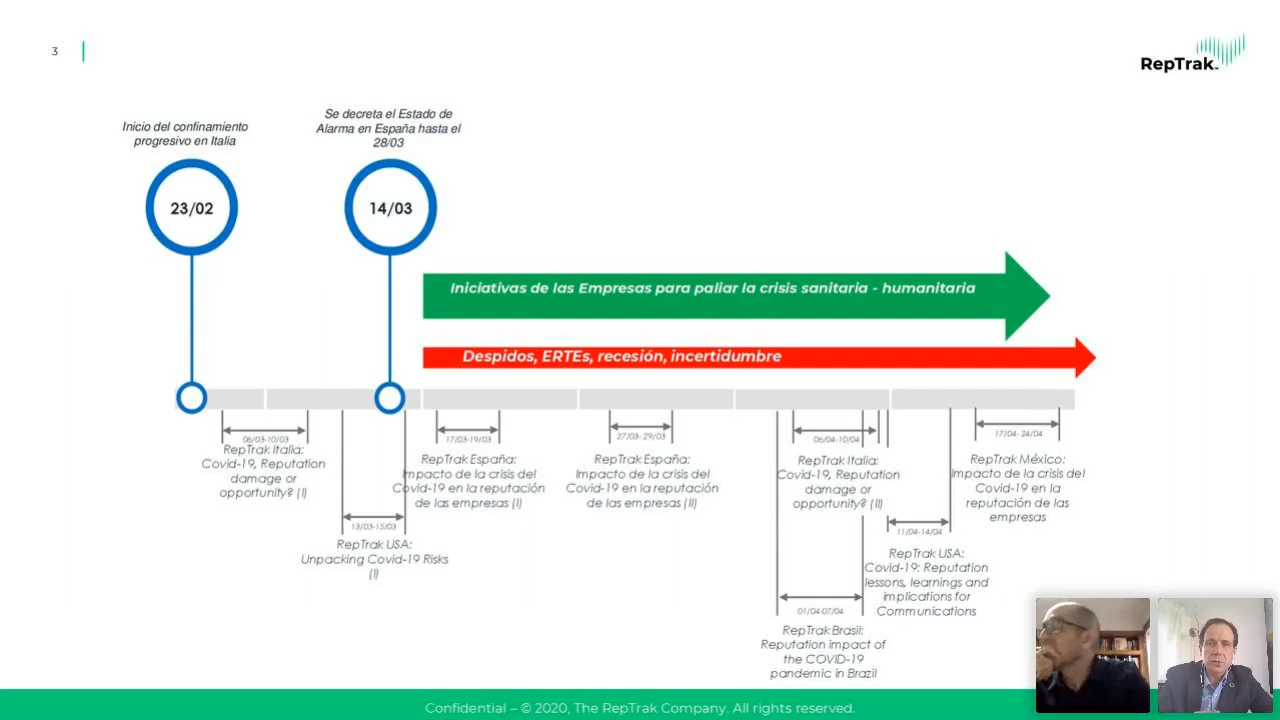 3
RepTrak
Inicio del confinamiento
progresivo en Italia
Se decreta el Estado de
Alarma en España hasta el
28/03
23/02
14/03
Iniciativas de las Empresas para paliar la crisis sanitaria - humanitaria
Despidos, ERTEs, recesión, incertidumbre
06/03-10/03
RepTrak Italia:
Covid-19, Reputation
damage or
opportunity? (I)
13/03-15/03
RepTrak USA:
Unpacking Covid-19 Risks
(I)
17/03-19/03
RepTrak España:
Impacto de la crisis del
Covid-19 en la reputación
de las empresas (I)
27/03- 29/03
RepTrak España:
Impacto de la crisis del
Covid-19 en la reputación
de las empresas (II)
01/04-07/04
RepTrak Brasil:
Reputation impact of
the COVID-19
pandemic in Brazil
06/04-10/04
RepTrak Italia:
Covid-19, Reputation
damage or
opportunity? (II)
11/04-14/04
RepTrak USA:
Covid-19: Reputation
lessons, learnings and
implications for
Communications
17/04- 24/04
RepTrak México:
Impacto de la crisis del
Covid-19 en la
reputación de las
empresas
Confidential – © 2020, The RepTrak Company. All rights reserved.